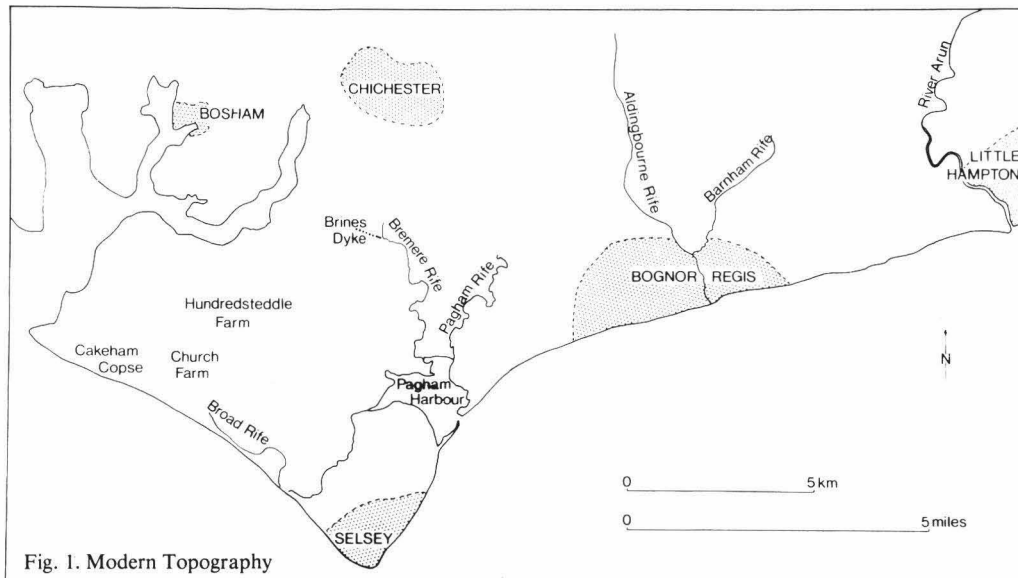 CHICHESTER
BOSHAM
River Arun
LITTLE
HAMPTON
Aldingbourne Rife
Barnham Rife
Brines
Dyke
Bremere Rife
Pagham Rife
BOGNOR REGIS
Hundredsteddle
Farm
Cakeham
Copse
Church
Farm
Pagham
Harbour
N
Broad Rife
0 5 km
0 5 miles
SELSEY
Fig. 1. Modern Topography